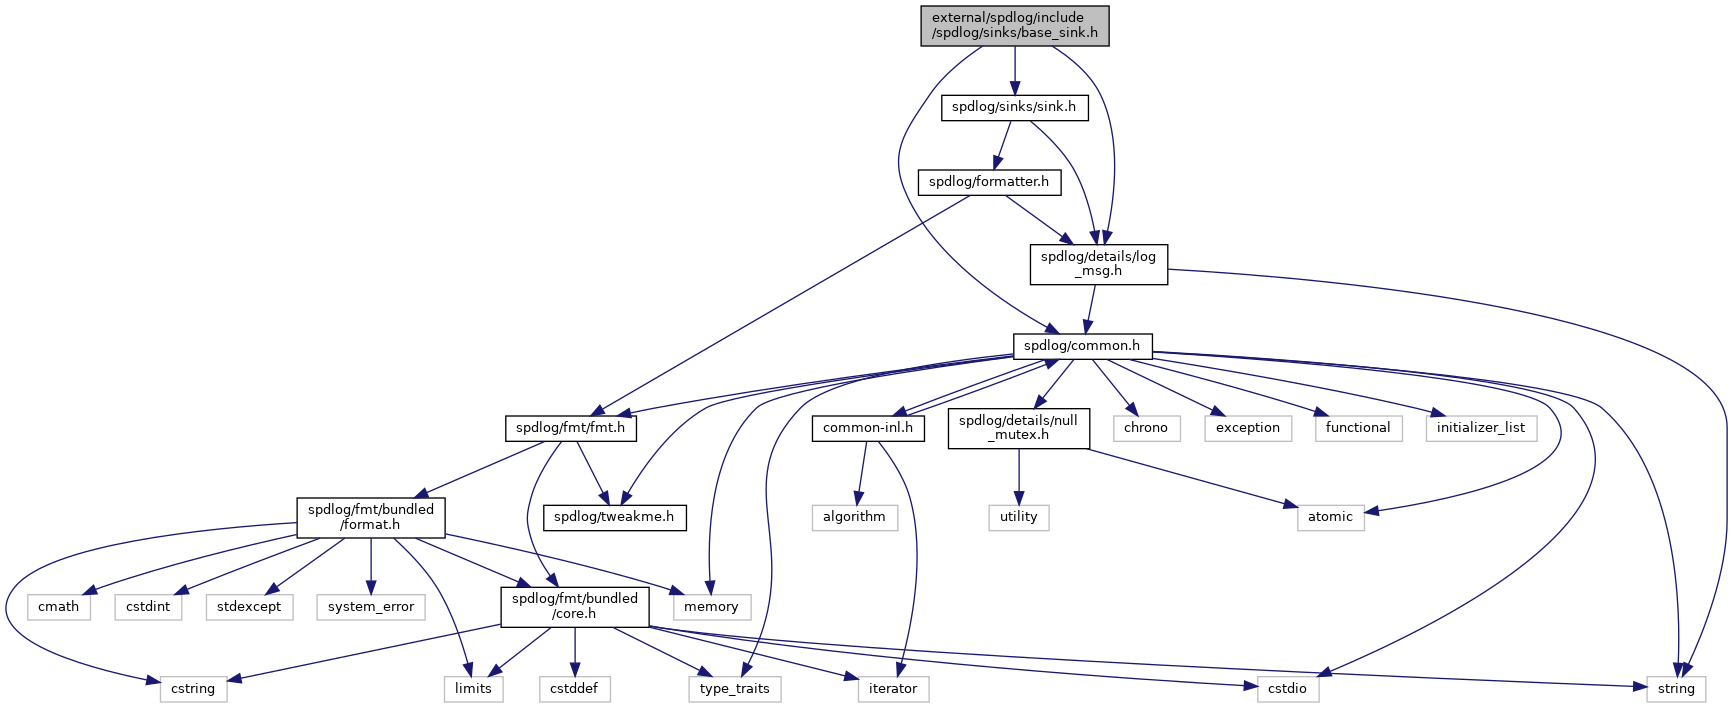 external/spdlog/include
/spdlog/sinks/base_sink.h
spdlog/sinks/sink.h
spdlog/formatter.h
spdlog/details/log
_msg.h
spdlog/common.h
spdlog/fmt/fmt.h
common-inl.h
spdlog/details/null
_mutex.h
chrono
exception
functional
initializer_list
spdlog/fmt/bundled
/format.h
spdlog/tweakme.h
algorithm
utility
atomic
cmath
cstdint
stdexcept
system_error
spdlog/fmt/bundled
/core.h
memory
cstring
limits
cstddef
type_traits
iterator
cstdio
string